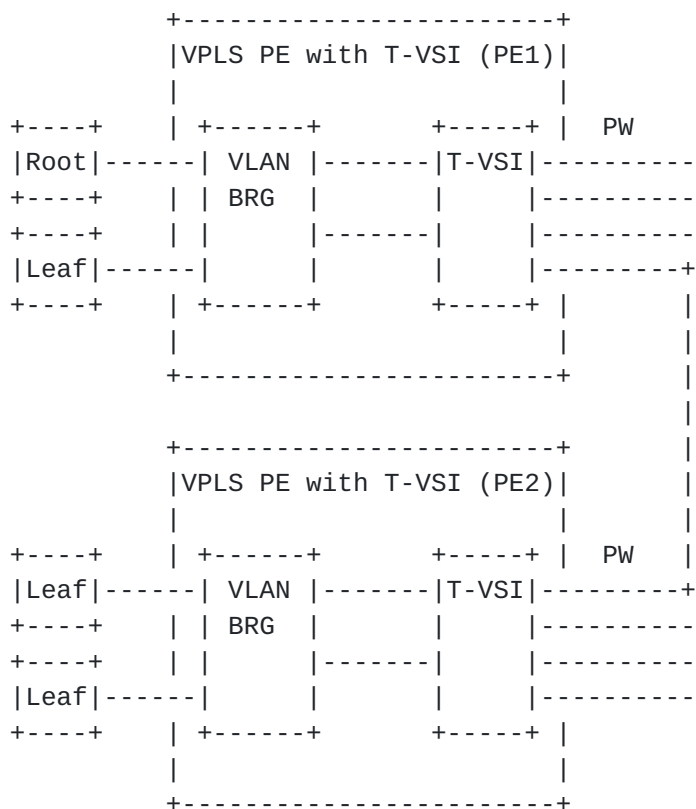 VPLS PE with T-VSI (PE1)
PW
Root VLAN T-VSI
BRG
Leaf
VPLS PE with T-VSI (PE2)
PW
Leaf VLAN T-VSI
BRG
Leaf